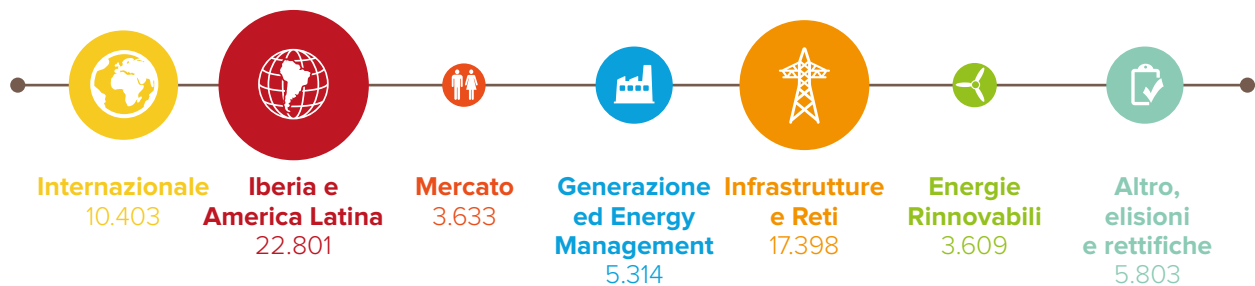 Internazionale
10.403
Iberia e
America Latina
22.801
Mercato
3.633
Generazione
ed Energy
Management
5.314
Infrastrutture
e Reti
17.398
Energie
Rinnovabili
3.609
Altro,
elisioni
e rettifiche
5.803